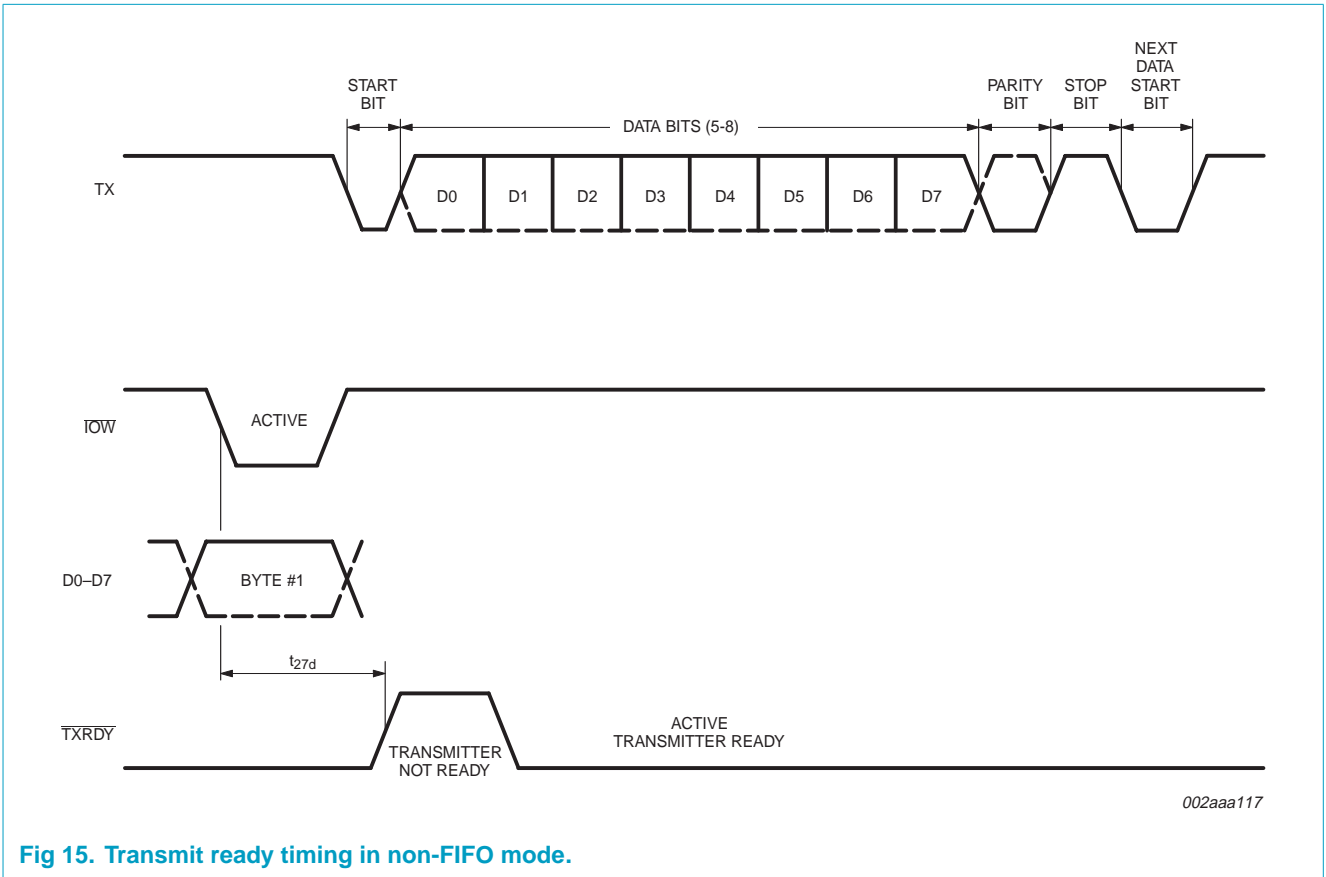 START
BIT
DATA BITS (5-8)
PARITY
BIT
STOP
BIT
NEXT
DATA
START
BIT
TX
D0 D1 D2 D3 D4 D5 D6 D7
IOW
ACTIVE
D0–D7
BYTE #1
t27d
TXRDY
TRANSMITTER
NOT READY
ACTIVE
TRANSMITTER READY
002aaa117
Fig 15. Transmit ready timing in non-FIFO mode.